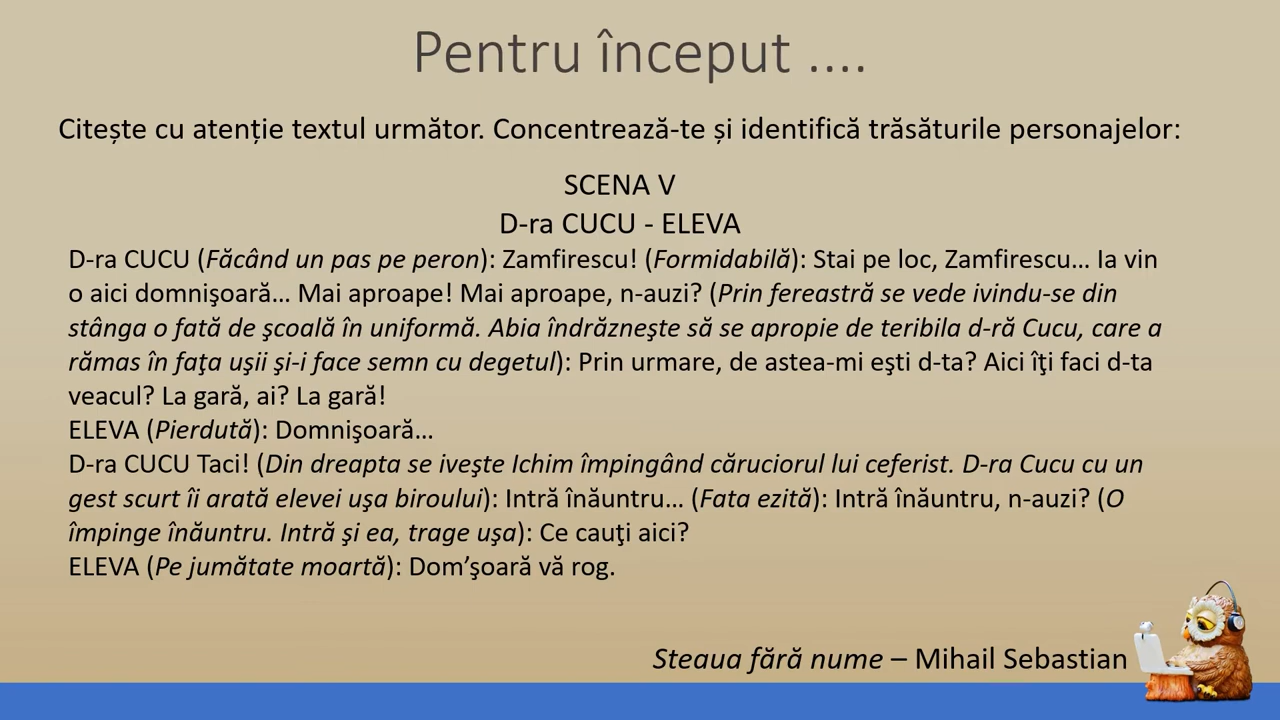 Pentru început ....
Citește cu atenție textul următor. Concentrează-te și identifică trăsăturile personajelor:
SCENA V
D-ra CUCU - ELEVA
D-ra CUCU (Făcând un pas pe peron): Zamfirescu! (Formidabilă): Stai pe loc, Zamfirescu... Ia vin
o aici domnişoară... Mai aproape! Mai aproape, n-auzi? (Prin fereastră se vede ivindu-se din
stânga o fată de şcoală în uniformă. Abia îndrăzneşte să se apropie de teribila d-ră Cucu, care a
rămas în faţa uşii şi-i face semn cu degetul): Prin urmare, de astea-mi eşti d-ta? Aici îţi faci d-ta
veacul? La gară, ai? La gară!
ELEVA (Pierdută): Domnişoară...
D-ra CUCU Taci! (Din dreapta se iveşte Ichim împingând căruciorul lui ceferist. D-ra Cucu cu un
gest scurt îi arată elevei uşa biroului): Intră înăuntru... (Fata ezită): Intră înăuntru, n-auzi? (O
împinge înăuntru. Intră şi ea, trage uşa): Ce cauţi aici?
ELEVA (Pe jumătate moartă): Dom’şoară vă rog.
Steaua fără nume – Mihail Sebastian